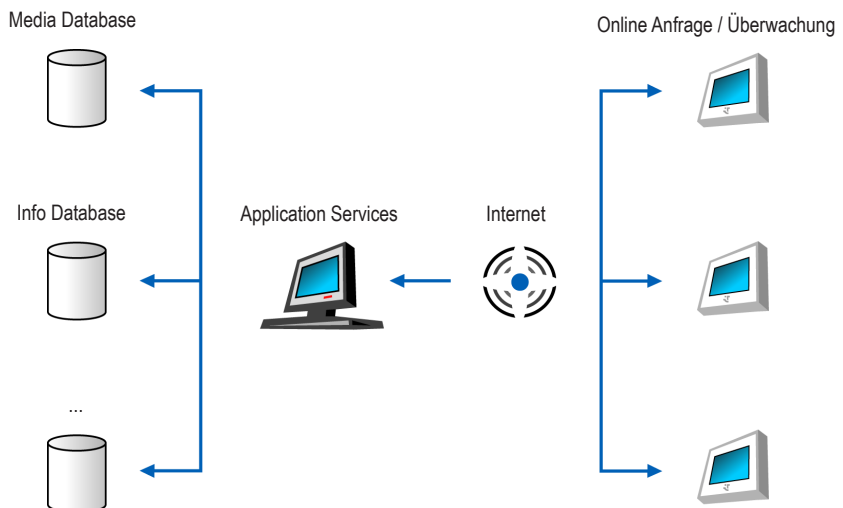 Media Database
Online Anfrage / Überwachung
Info Database
Application Services
Internet
...